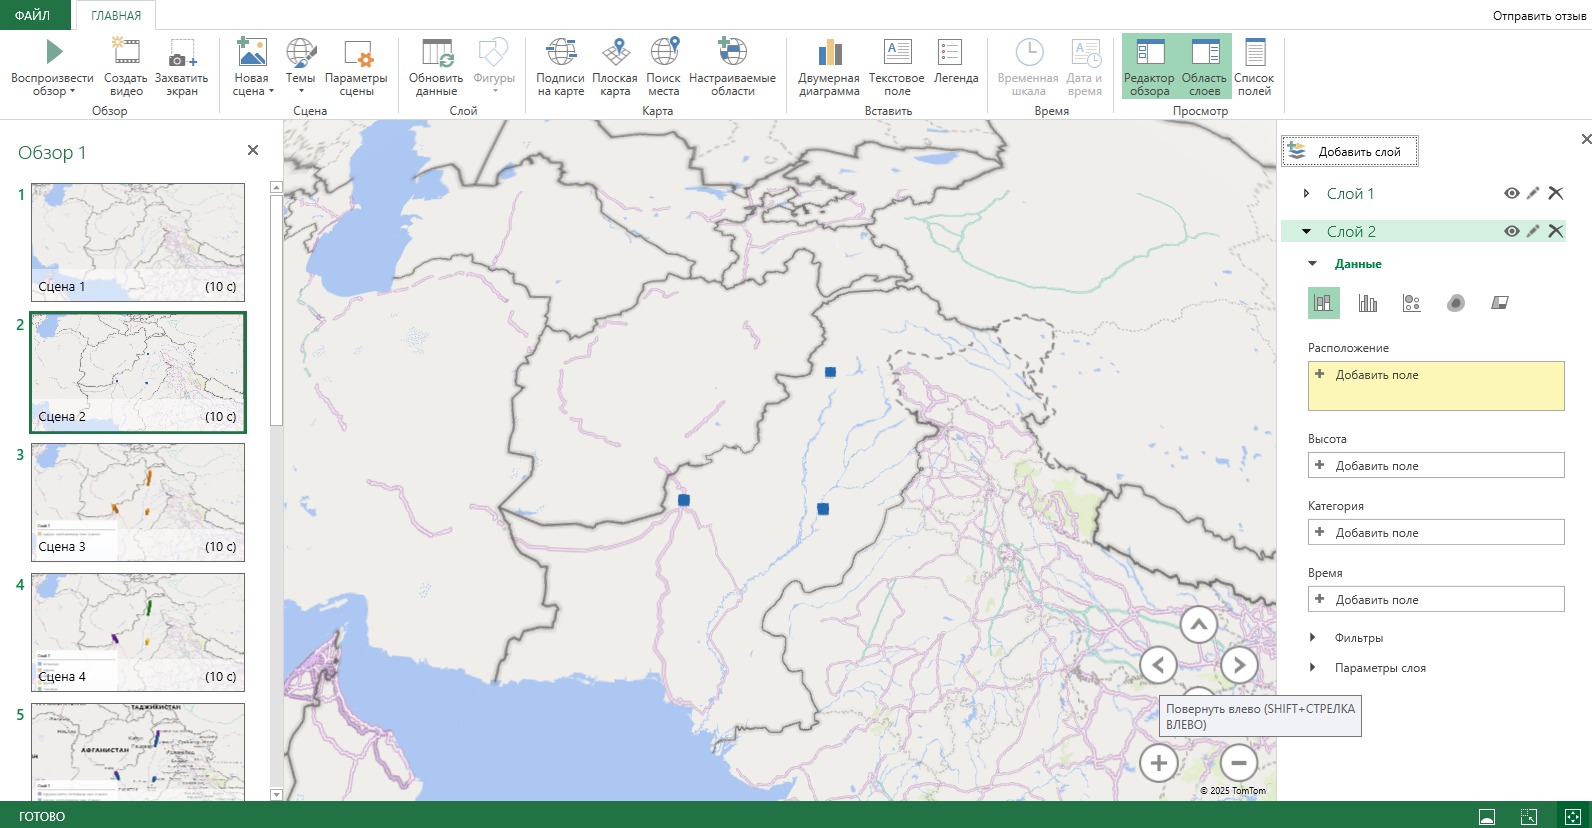 ФАЙЛ
ГЛАВНАЯ
Отправить отзыв
Воспроизвести обзор
Создать видео
Захватить экран
Обзор
Новая сцена
Темы
Параметры сцены
Сцена
Обновить данные
Фигуры
Слой
Подписи на карте
Плоская карта
Поиск места
Настраиваемые области
Карта
Двумерная диаграмма
Текстовое поле
Легенда
Вставить
Временная шкала
Дата и время
Время
Редактор обзора
Область слоев
Список полей
Просмотр
Обзор 1
1
Сцена 1 (10 с)
2
Сцена 2 (10 с)
3
Сцена 3 (10 с)
4
Сцена 4 (10 с)
5
ТАДЖИКИСТАН
АФГАНИСТАН
Повернуть влево (SHIFT+СТРЕЛКА
ВЛЕВО)
© 2025 TomTom
Добавить слой
Слой 1
Слой 2
Данные
Расположение
Добавить поле
Высота
Добавить поле
Категория
Добавить поле
Время
Добавить поле
Фильтры
Параметры слоя
ГОТОВО